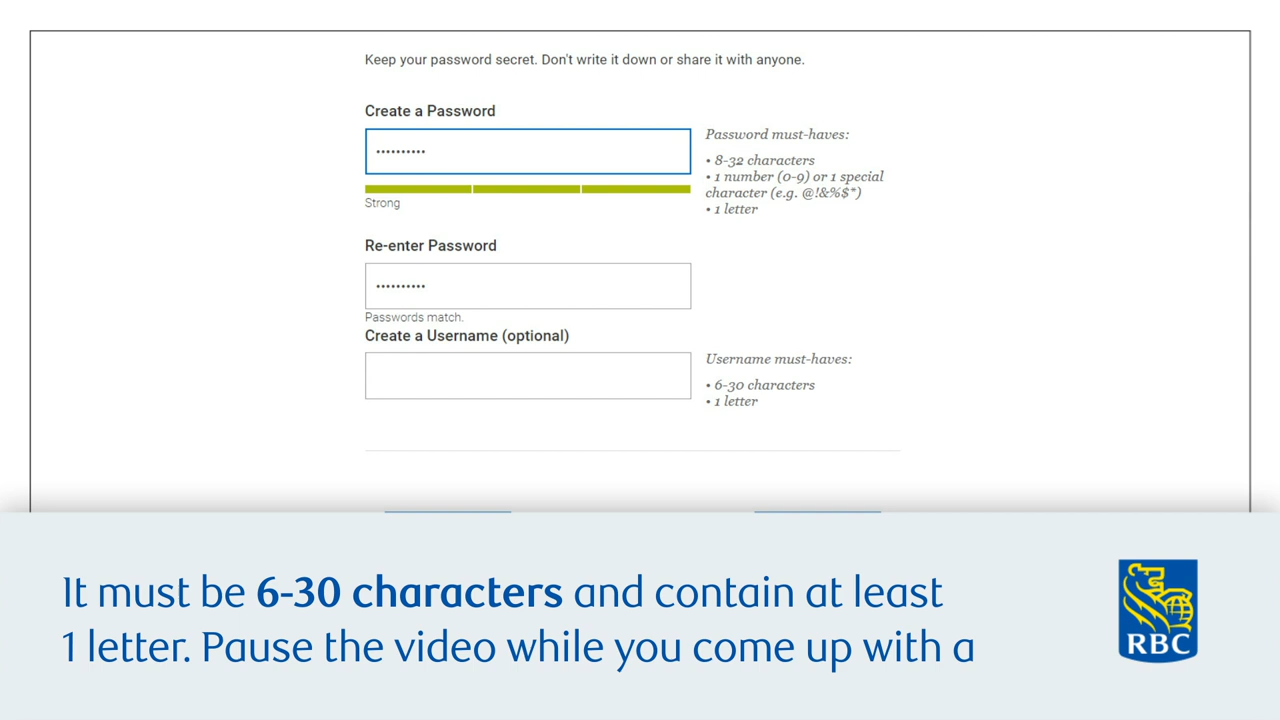 Keep your password secret. Don't write it down or share it with anyone.
Create a Password
••••••••••
Strong
Password must-haves:
• 8-32 characters
• 1 number (0-9) or 1 special
character (e.g. @!&%$*)
• 1 letter
Re-enter Password
••••••••••
Passwords match.
Create a Username (optional)
Username must-haves:
• 6-30 characters
• 1 letter
It must be 6-30 characters and contain at least
1 letter. Pause the video while you come up with a
RBC